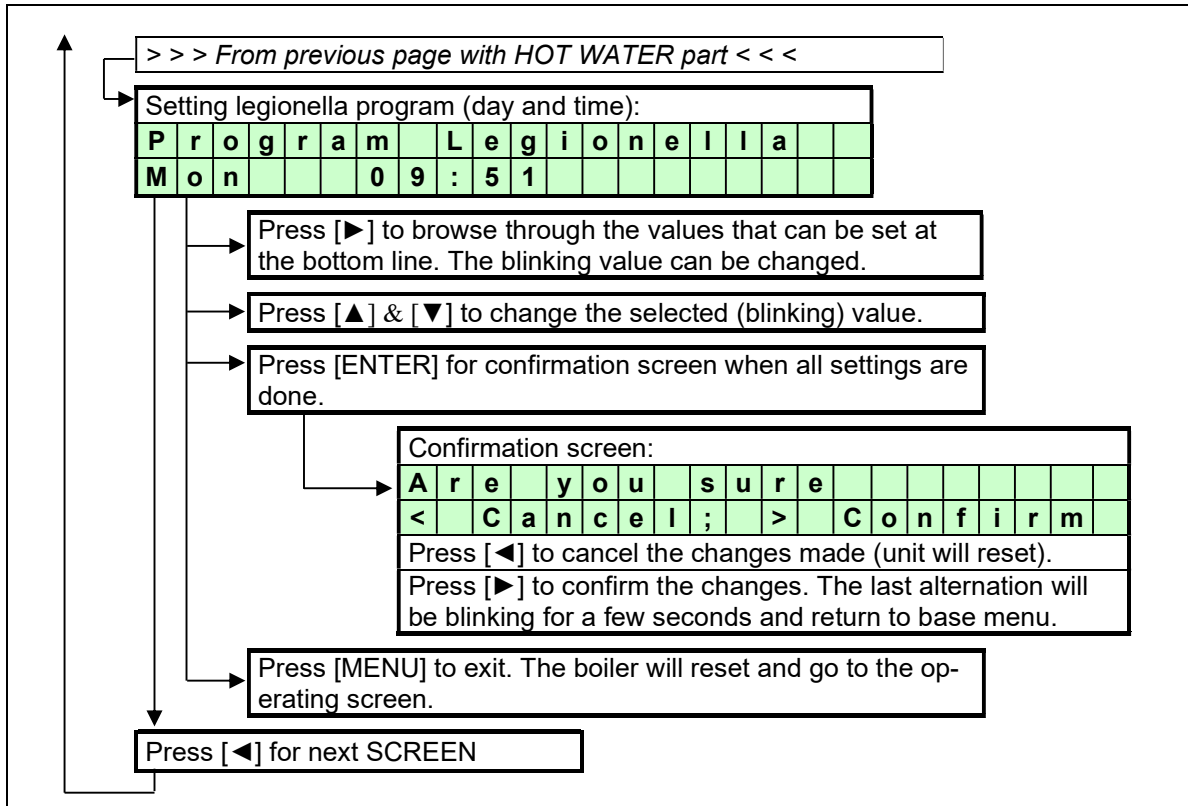 > > > From previous page with HOT WATER part < < <
Setting legionella program (day and time):
Program Legionella
Mon 09:51
Press [►] to browse through the values that can be set at
the bottom line. The blinking value can be changed.
Press [▲] & [▼] to change the selected (blinking) value.
Press [ENTER] for confirmation screen when all settings are
done.
Confirmation screen:
Are you sure
< Cancel; > Confirm
Press [◄] to cancel the changes made (unit will reset).
Press [►] to confirm the changes. The last alternation will
be blinking for a few seconds and return to base menu.
Press [MENU] to exit. The boiler will reset and go to the op-
erating screen.
Press [◄] for next SCREEN